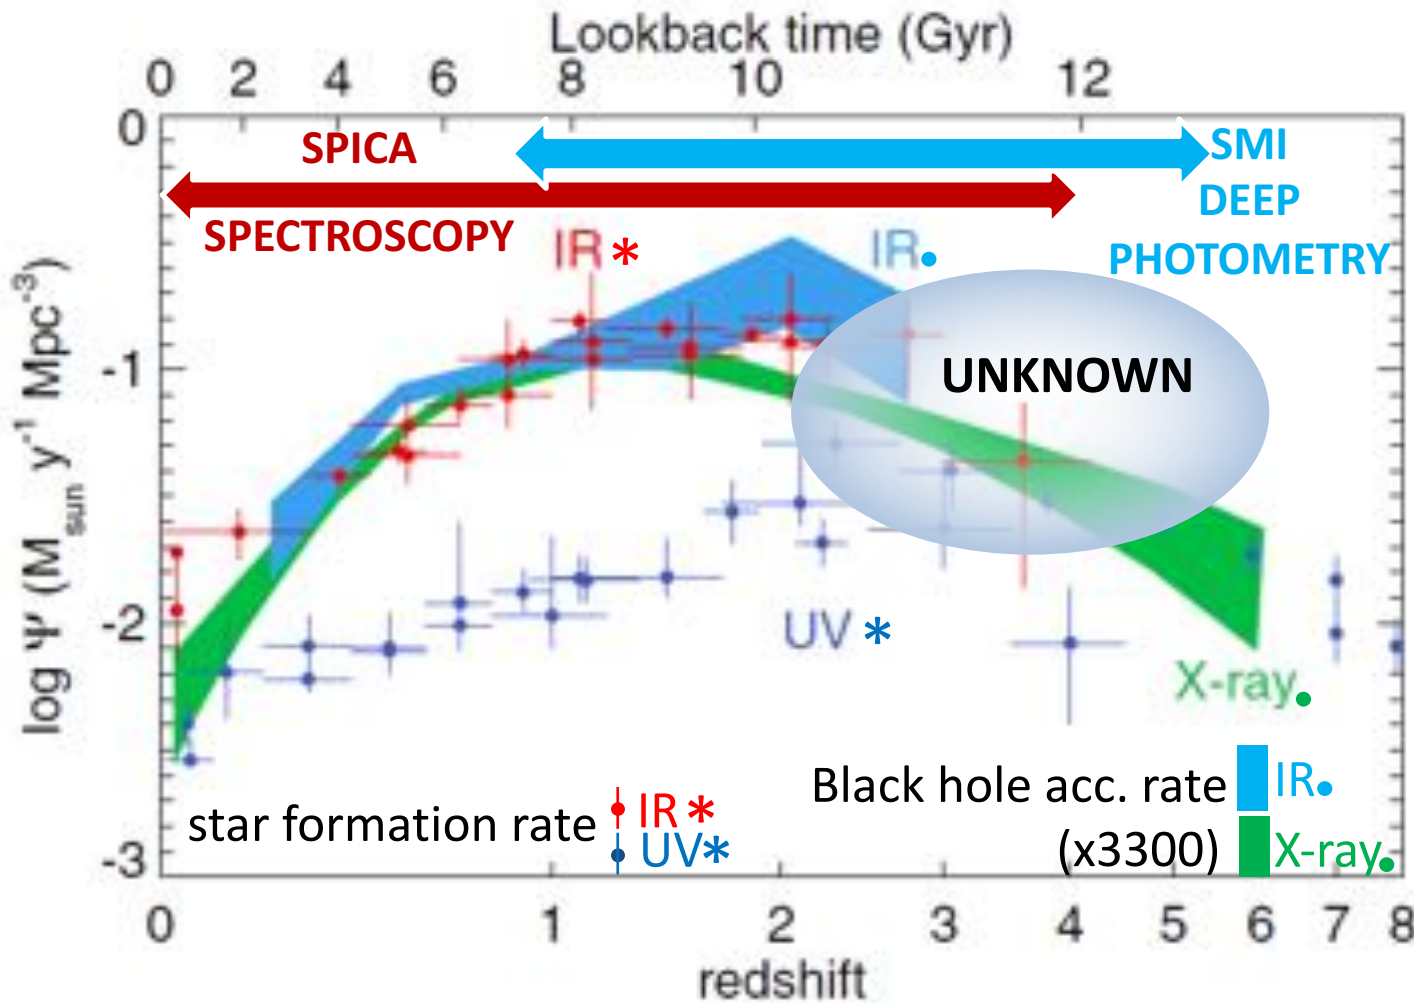 Lookback time (Gyr)
0 2 4 6 8 10 12
0
SPICA
SMI
DEEP
SPECTROSCOPY
IR *
IR•
PHOTOMETRY
-1
UNKNOWN
log Ψ (M_sun y^-1 Mpc^-3)
-2
UV *
X-ray•
Black hole acc. rate IR•
star formation rate IR *
UV*
(x3300) X-ray•
-3
0 1 2 3 4 5 6 7 8
redshift